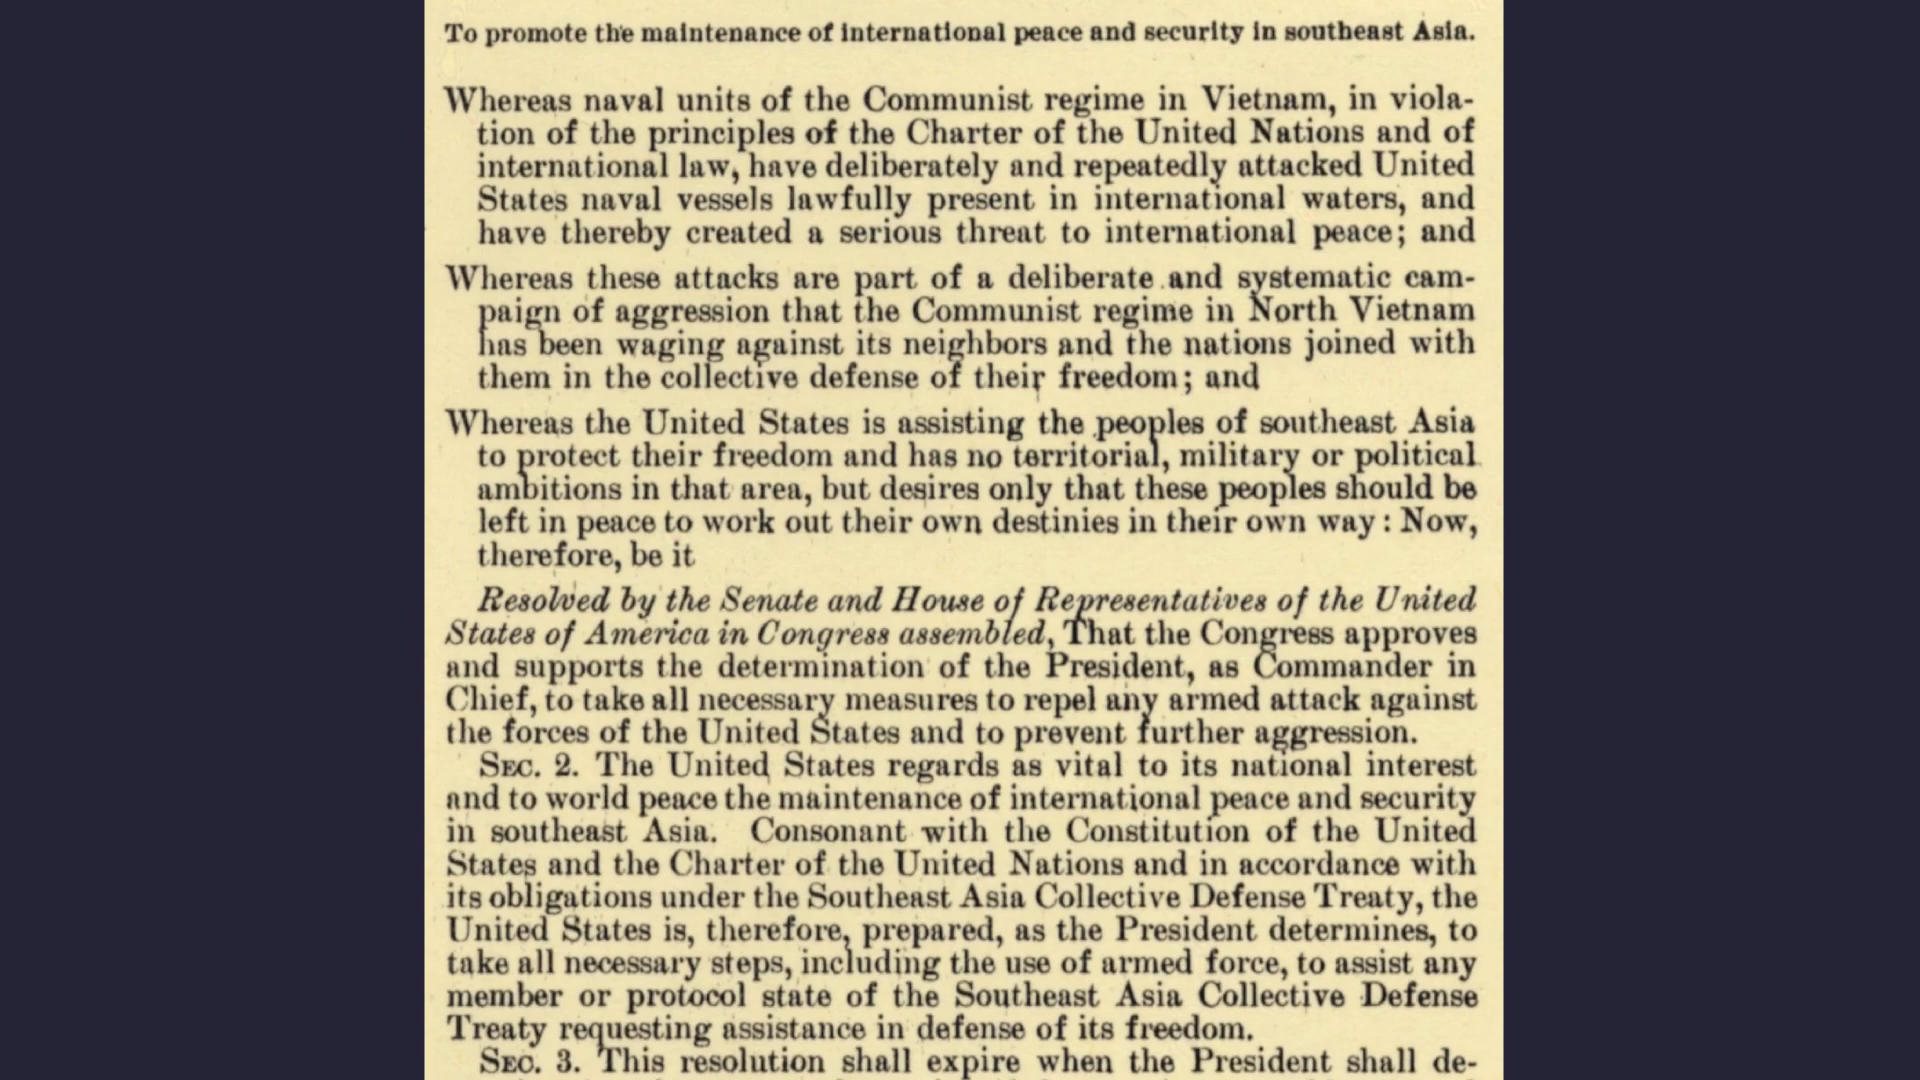 To promote the maintenance of international peace and security in southeast Asia.
Whereas naval units of the Communist regime in Vietnam, in viola-
tion of the principles of the Charter of the United Nations and of
international law, have deliberately and repeatedly attacked United
States naval vessels lawfully present in international waters, and
have thereby created a serious threat to international peace; and
Whereas these attacks are part of a deliberate and systematic cam-
paign of aggression that the Communist regime in North Vietnam
has been waging against its neighbors and the nations joined with
them in the collective defense of their freedom; and
Whereas the United States is assisting the peoples of southeast Asia
to protect their freedom and has no territorial, military or political
ambitions in that area, but desires only that these peoples should be
left in peace to work out their own destinies in their own way: Now,
therefore, be it
Resolved by the Senate and House of Representatives of the United
States of America in Congress assembled, That the Congress approves
and supports the determination of the President, as Commander in
Chief, to take all necessary measures to repel any armed attack against
the forces of the United States and to prevent further aggression.
SEC. 2. The United States regards as vital to its national interest
and to world peace the maintenance of international peace and security
in southeast Asia. Consonant with the Constitution of the United
States and the Charter of the United Nations and in accordance with
its obligations under the Southeast Asia Collective Defense Treaty, the
United States is, therefore, prepared, as the President determines, to
take all necessary steps, including the use of armed force, to assist any
member or protocol state of the Southeast Asia Collective Defense
Treaty requesting assistance in defense of its freedom.
SEC. 3. This resolution shall expire when the President shall de-